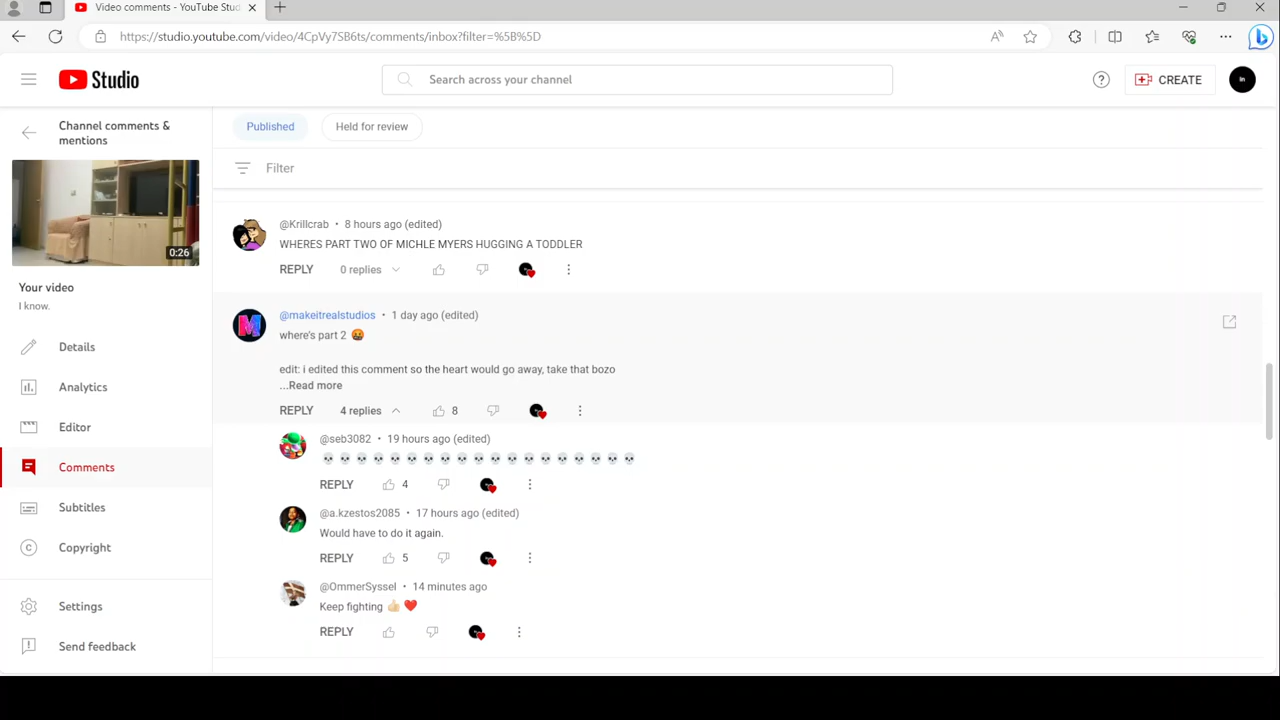 Video comments - YouTube Stud
https://studio.youtube.com/video/4CpVy7SB6ts/comments/inbox?filter=%5B%5D
Studio
Search across your channel
CREATE
Channel comments &
mentions
0:26
Your video
I know.
Details
Analytics
Editor
Comments
Subtitles
Copyright
Settings
Send feedback
Published
Held for review
Filter
@Krillcrab • 8 hours ago (edited)
WHERES PART TWO OF MICHLE MYERS HUGGING A TODDLER
REPLY 0 replies
@makeitrealstudios • 1 day ago (edited)
where's part 2 🤬
edit: i edited this comment so the heart would go away, take that bozo
...Read more
REPLY 4 replies 8
@seb3082 • 19 hours ago (edited)
💀💀💀💀💀💀💀💀💀💀💀💀💀💀💀💀💀💀💀
REPLY 4
@a.kzestos2085 • 17 hours ago (edited)
Would have to do it again.
REPLY 5
@OmmerSyssel • 14 minutes ago
Keep fighting 👍🏻 ❤️
REPLY